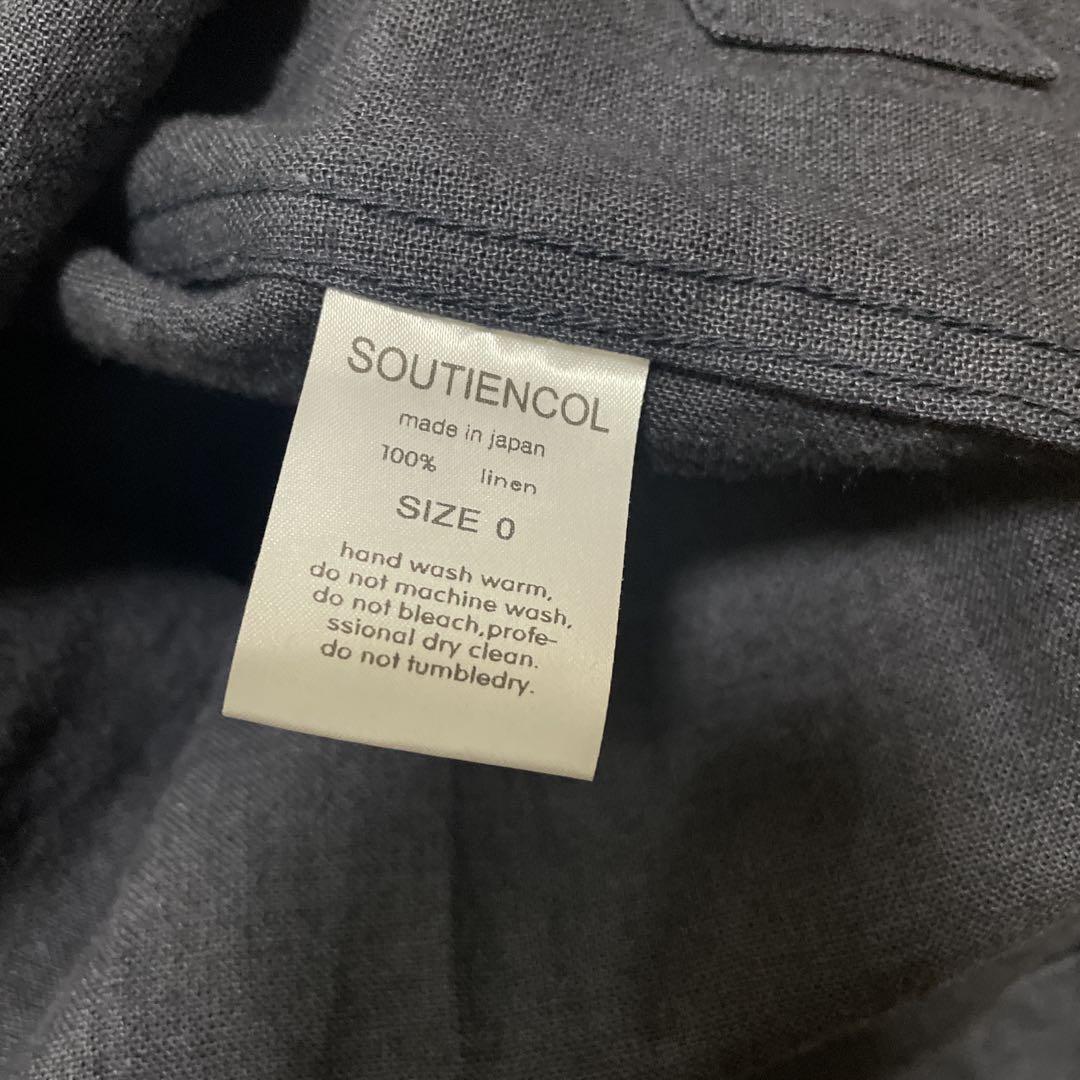 SOUTIENCOL
made in japan
100% linen
SIZE 0
hand wash warm,
do not machine wash,
do not bleach,profe-
ssional dry clean.
do not tumbledry.